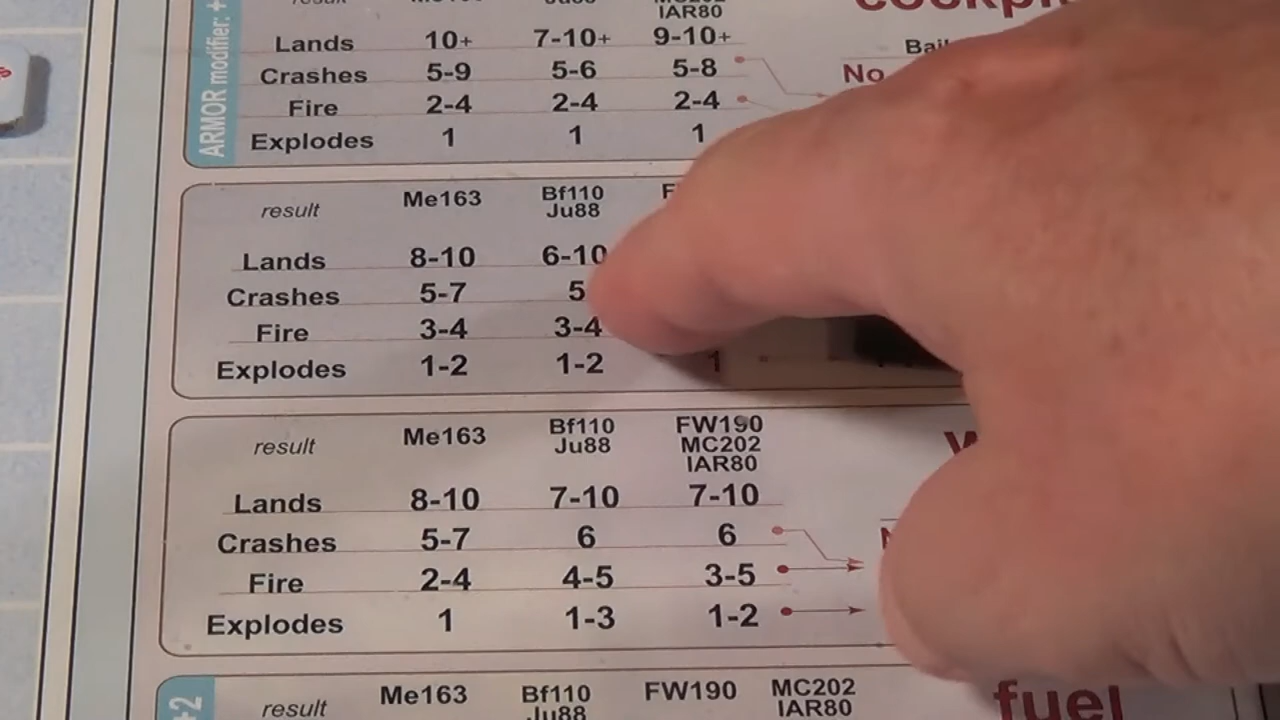 result
IAR80
Lands 10+ 7-10+ 9-10+
Crashes 5-9 5-6 5-8
Fire 2-4 2-4 2-4
Explodes 1 1 1
ARMOR modifier: +
No
result Me163 Bf110
Ju88
Lands 8-10 6-10
Crashes 5-7 5
Fire 3-4 3-4
Explodes 1-2 1-2 1
result Me163 Bf110 FW190
Ju88 MC202
IAR80
Lands 8-10 7-10 7-10
Crashes 5-7 6 6
Fire 2-4 4-5 3-5
Explodes 1 1-3 1-2
+2
result Me163 Bf110 FW190 MC202
Ju88 IAR80
fuel